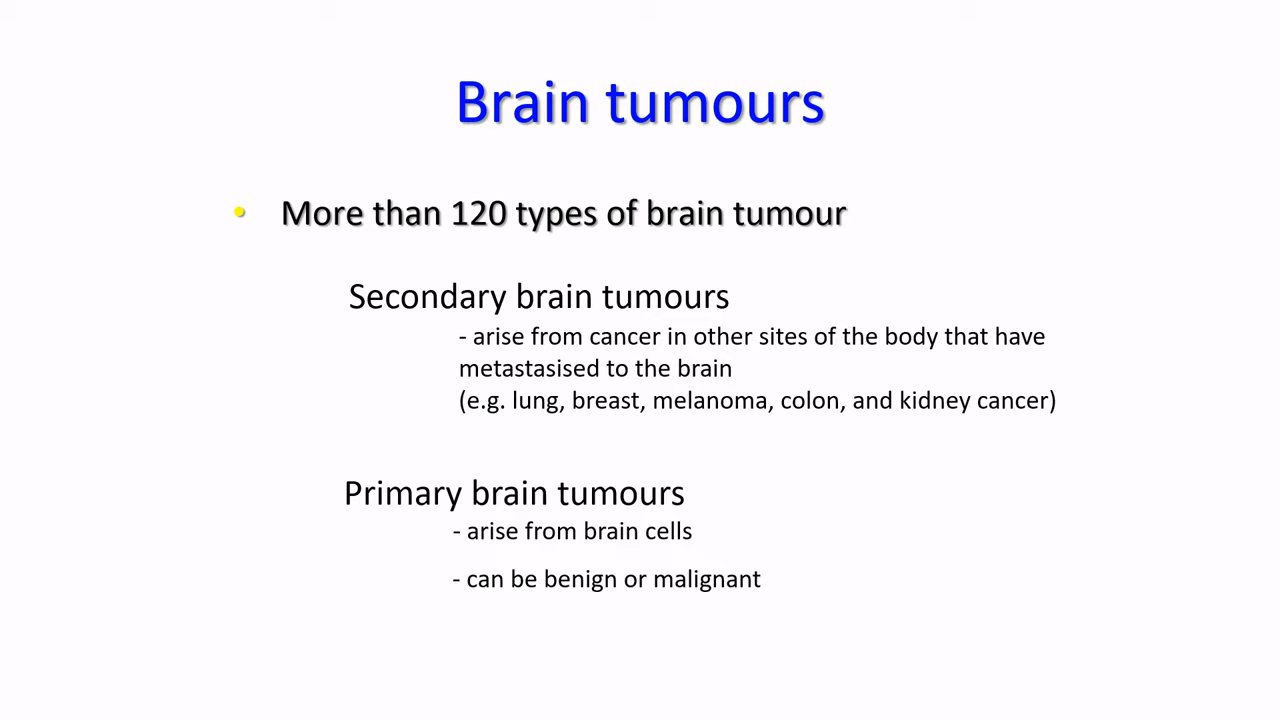 Brain tumours
• More than 120 types of brain tumour
Secondary brain tumours
- arise from cancer in other sites of the body that have
metastasised to the brain
(e.g. lung, breast, melanoma, colon, and kidney cancer)
Primary brain tumours
- arise from brain cells
- can be benign or malignant